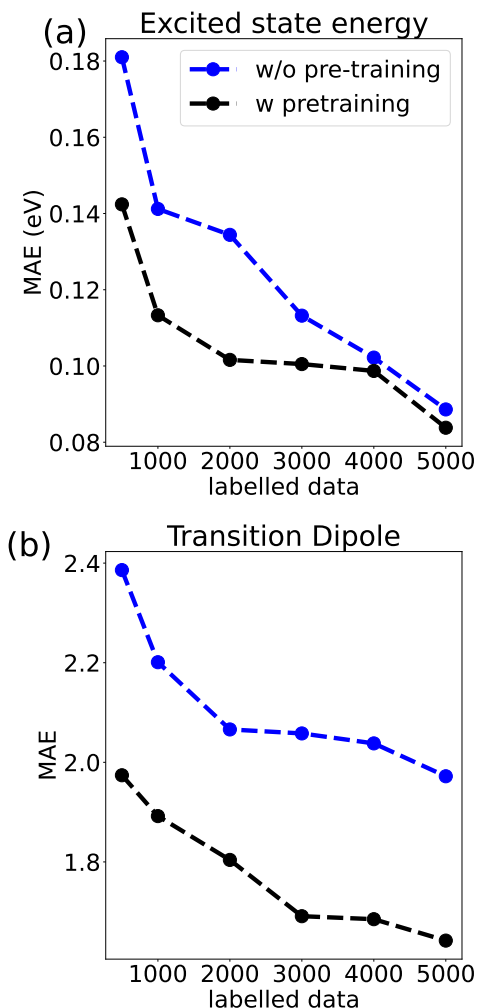 (a)
Excited state energy
w/o pre-training
w pretraining
MAE (eV)
0.18
0.16
0.14
0.12
0.10
0.08
1000 2000 3000 4000 5000
labelled data
(b)
Transition Dipole
MAE
2.4
2.2
2.0
1.8
1000 2000 3000 4000 5000
labelled data